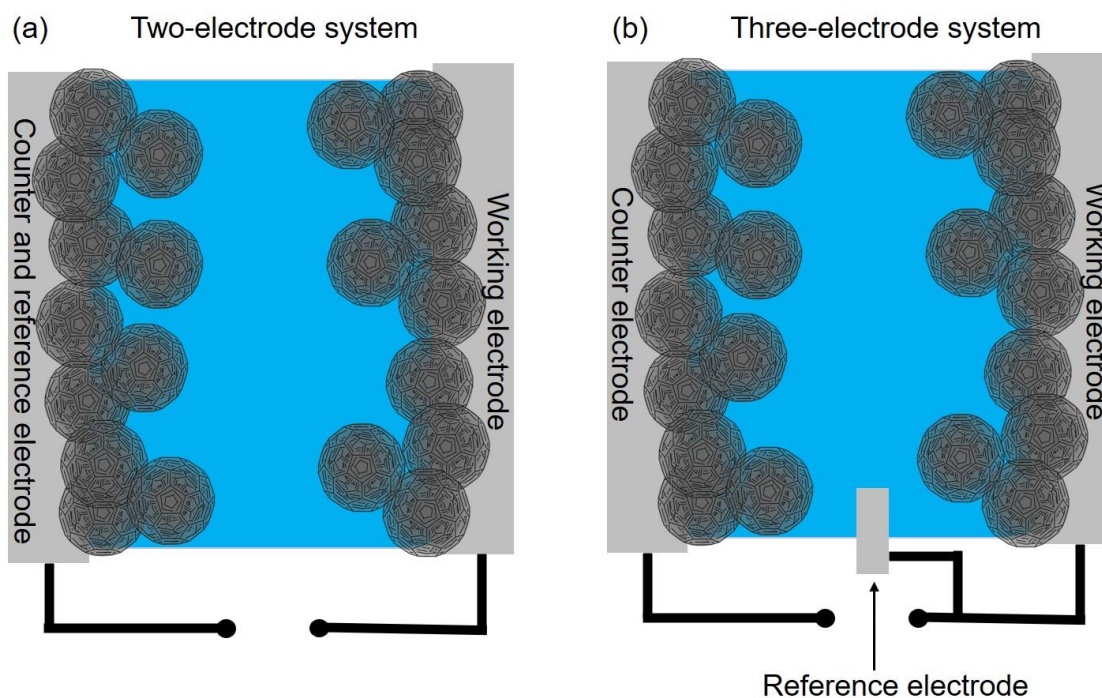 (a)
Two-electrode system
Counter and reference electrode
Working electrode
(b)
Three-electrode system
Counter electrode
Working electrode
Reference electrode